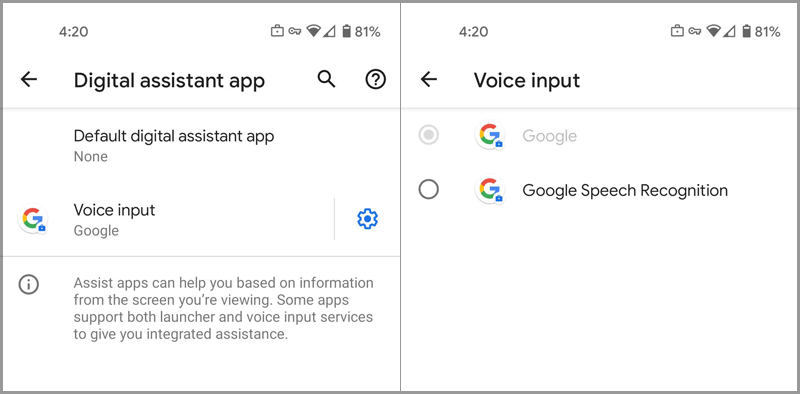 4:20
81%
Digital assistant app
Default digital assistant app
None
Voice input
Google
Assist apps can help you based on information
from the screen you’re viewing. Some apps
support both launcher and voice input services
to give you integrated assistance.
4:20
81%
Voice input
Google
Google Speech Recognition